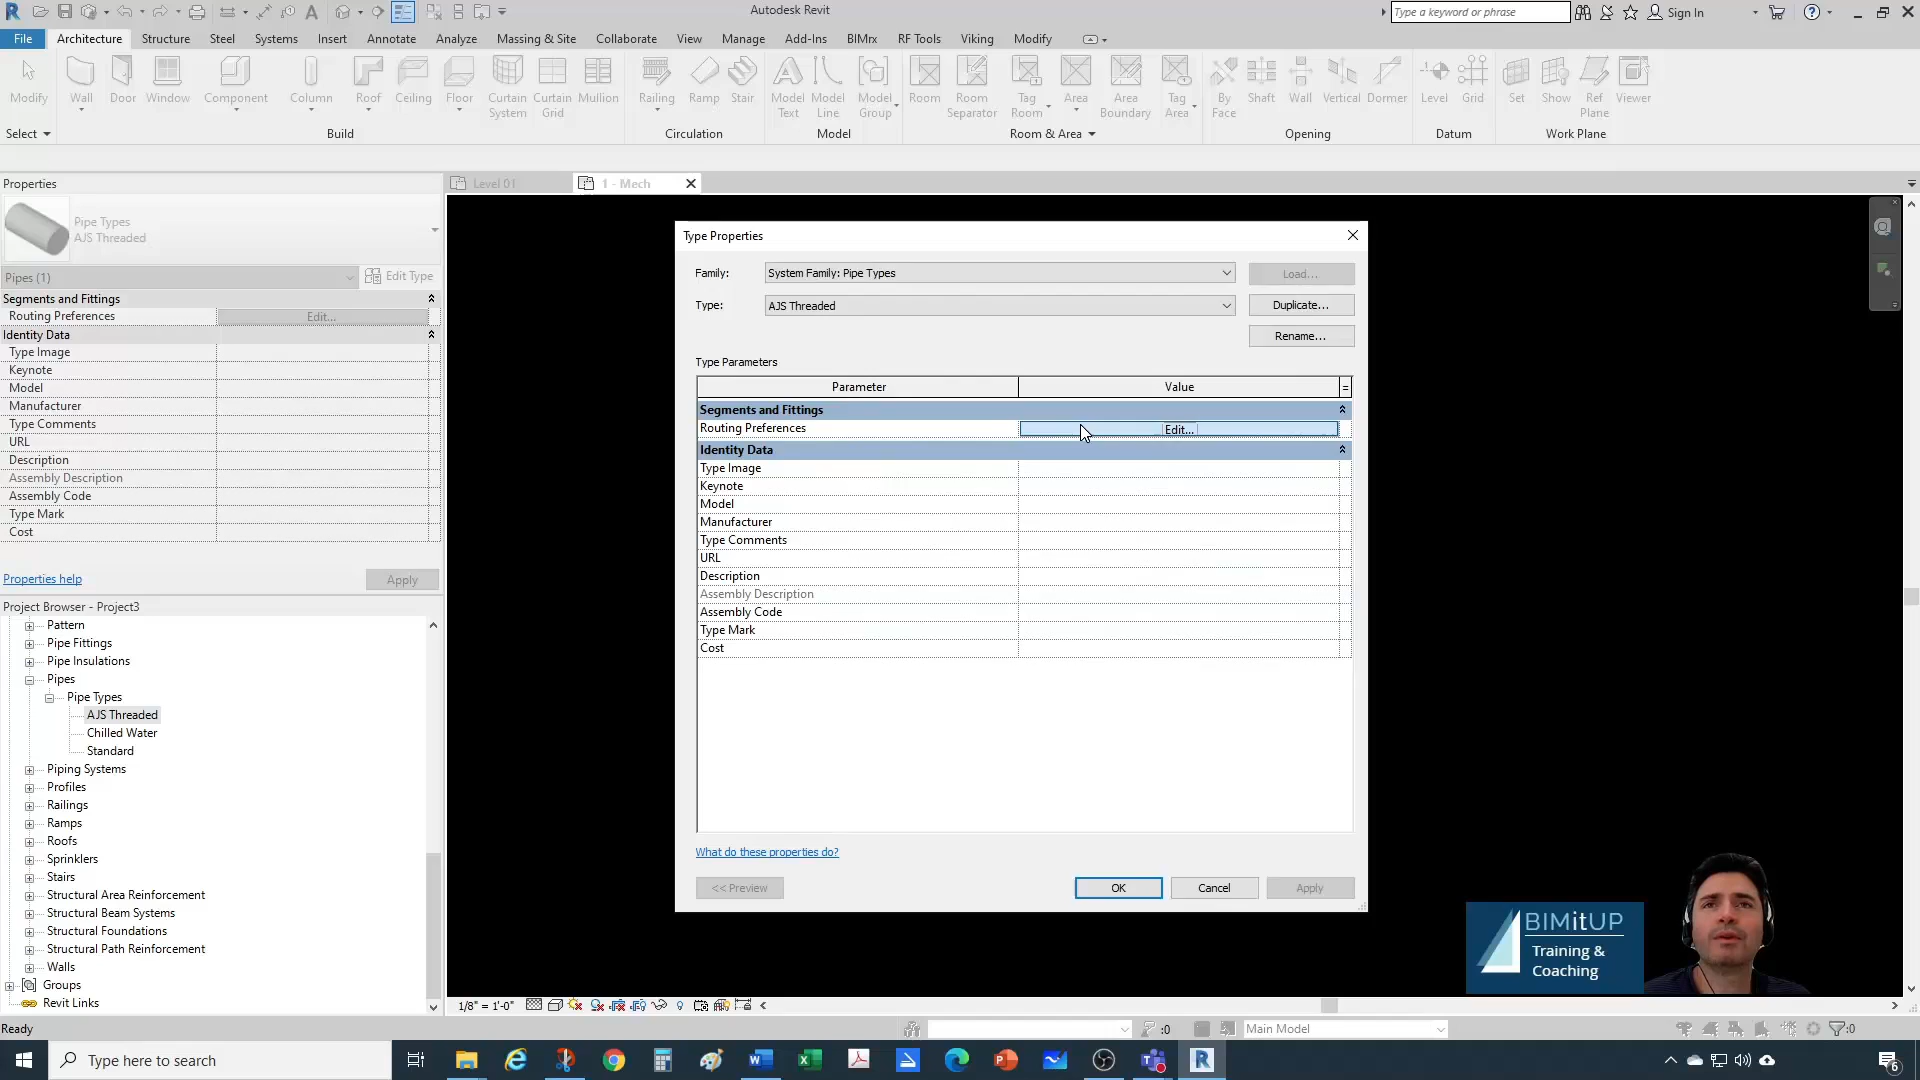 Autodesk Revit
Type a keyword or phrase
Sign In
File
Architecture
Structure
Steel
Systems
Insert
Annotate
Analyze
Massing & Site
Collaborate
View
Manage
Add-Ins
BIMrx
RF Tools
Viking
Modify
Modify
Wall
Door
Window
Component
Column
Roof
Ceiling
Floor
Curtain
System
Curtain
Grid
Mullion
Railing
Ramp
Stair
Model
Text
Model
Line
Model
Group
Room
Room
Separator
Tag
Room
Area
Area
Boundary
Tag
Area
By
Face
Shaft
Wall
Vertical
Dormer
Level
Grid
Set
Show
Ref
Plane
Viewer
Select
Build
Circulation
Model
Room & Area
Opening
Datum
Work Plane
Properties
Level 01
1 - Mech
Pipe Types
AJS Threaded
Pipes (1)
Edit Type
Segments and Fittings
Routing Preferences
Edit...
Identity Data
Type Image
Keynote
Model
Manufacturer
Type Comments
URL
Description
Assembly Description
Assembly Code
Type Mark
Cost
Properties help
Apply
Project Browser - Project3
Pattern
Pipe Fittings
Pipe Insulations
Pipes
Pipe Types
AJS Threaded
Chilled Water
Standard
Piping Systems
Profiles
Railings
Ramps
Roofs
Sprinklers
Stairs
Structural Area Reinforcement
Structural Beam Systems
Structural Foundations
Structural Path Reinforcement
Walls
Groups
Revit Links
Type Properties
Family:
System Family: Pipe Types
Load...
Type:
AJS Threaded
Duplicate...
Rename...
Type Parameters
Parameter
Value
=
Segments and Fittings
Routing Preferences
Edit...
Identity Data
Type Image
Keynote
Model
Manufacturer
Type Comments
URL
Description
Assembly Description
Assembly Code
Type Mark
Cost
What do these properties do?
<< Preview
OK
Cancel
Apply
BIMitUP
Training &
Coaching
1/8" = 1'-0"
Ready
:0
Main Model
:0
Type here to search
6